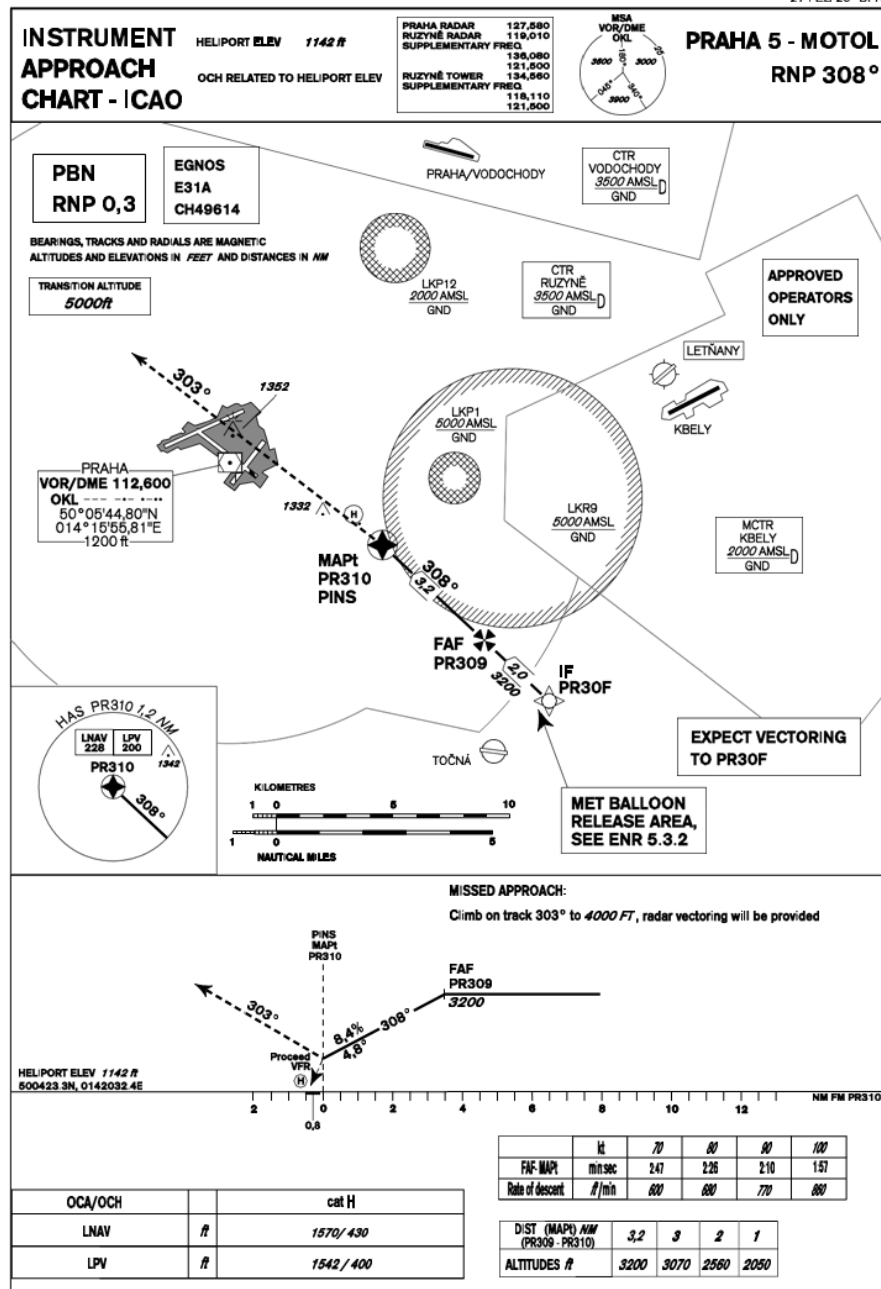 INSTRUMENT
APPROACH
CHART - ICAO
HELIPORT ELEV 1142 ft
OCH RELATED TO HELIPORT ELEV
PRAHA RADAR 127,580
RUZYNĚ RADAR 119,010
SUPPLEMENTARY FREQ
136,080
121,500
RUZYNĚ TOWER 134,560
SUPPLEMENTARY FREQ
118,110
121,500
MSA
VOR/DME
OKL
25
180°
3600
3000
045°
340°
3900
PRAHA 5 - MOTOL
RNP 308°
PBN
RNP 0,3
EGNOS
E31A
CH49614
BEARINGS, TRACKS AND RADIALS ARE MAGNETIC
ALTITUDES AND ELEVATIONS IN FEET AND DISTANCES IN NM
TRANSITION ALTITUDE
5000ft
PRAHA/VODOCHODY
CTR
VODOCHODY
3500 AMSL D
GND
LKP12
2000 AMSL
GND
CTR
RUZYNĚ
3500 AMSL D
GND
APPROVED
OPERATORS
ONLY
LETŇANY
KBELY
303°
1352
LKP1
5000 AMSL
GND
PRAHA
VOR/DME 112,600
OKL --- -·- ·-··
50°05'44,80"N
014°15'55,81"E
1200 ft
1332
H
LKR9
5000 AMSL
GND
MCTR
KBELY
2000 AMSL D
GND
MAPt
PR310
PINS
308°
3,2
FAF
PR309
2,0
3200
IF
PR30F
HAS PR310 1,2 NM
LNAV
228
LPV
200
1342
PR310
308°
TOČNÁ
EXPECT VECTORING
TO PR30F
MET BALLOON
RELEASE AREA,
SEE ENR 5.3.2
KILOMETRES
1 0 5 10
1 0 5
NAUTICAL MILES
MISSED APPROACH:
Climb on track 303° to 4000 FT, radar vectoring will be provided
PINS
MAPt
PR310
FAF
PR309
3200
303°
8,4%
308°
4,8°
Proceed
VFR
H
HELIPORT ELEV 1142 ft
500423.3N, 0142032.4E
2 0 2 4 6 8 10 12 NM FM PR310
0,8
kt 70 80 90 100
FAF-MAPt min:sec 2:47 2:26 2:10 1:57
Rate of descent ft/min 600 680 770 860
OCA/OCH cat H
LNAV ft 1570/ 430
LPV ft 1542 / 400
DIST (MAPt) NM
(PR309 - PR310) 3,2 3 2 1
ALTITUDES ft 3200 3070 2560 2050